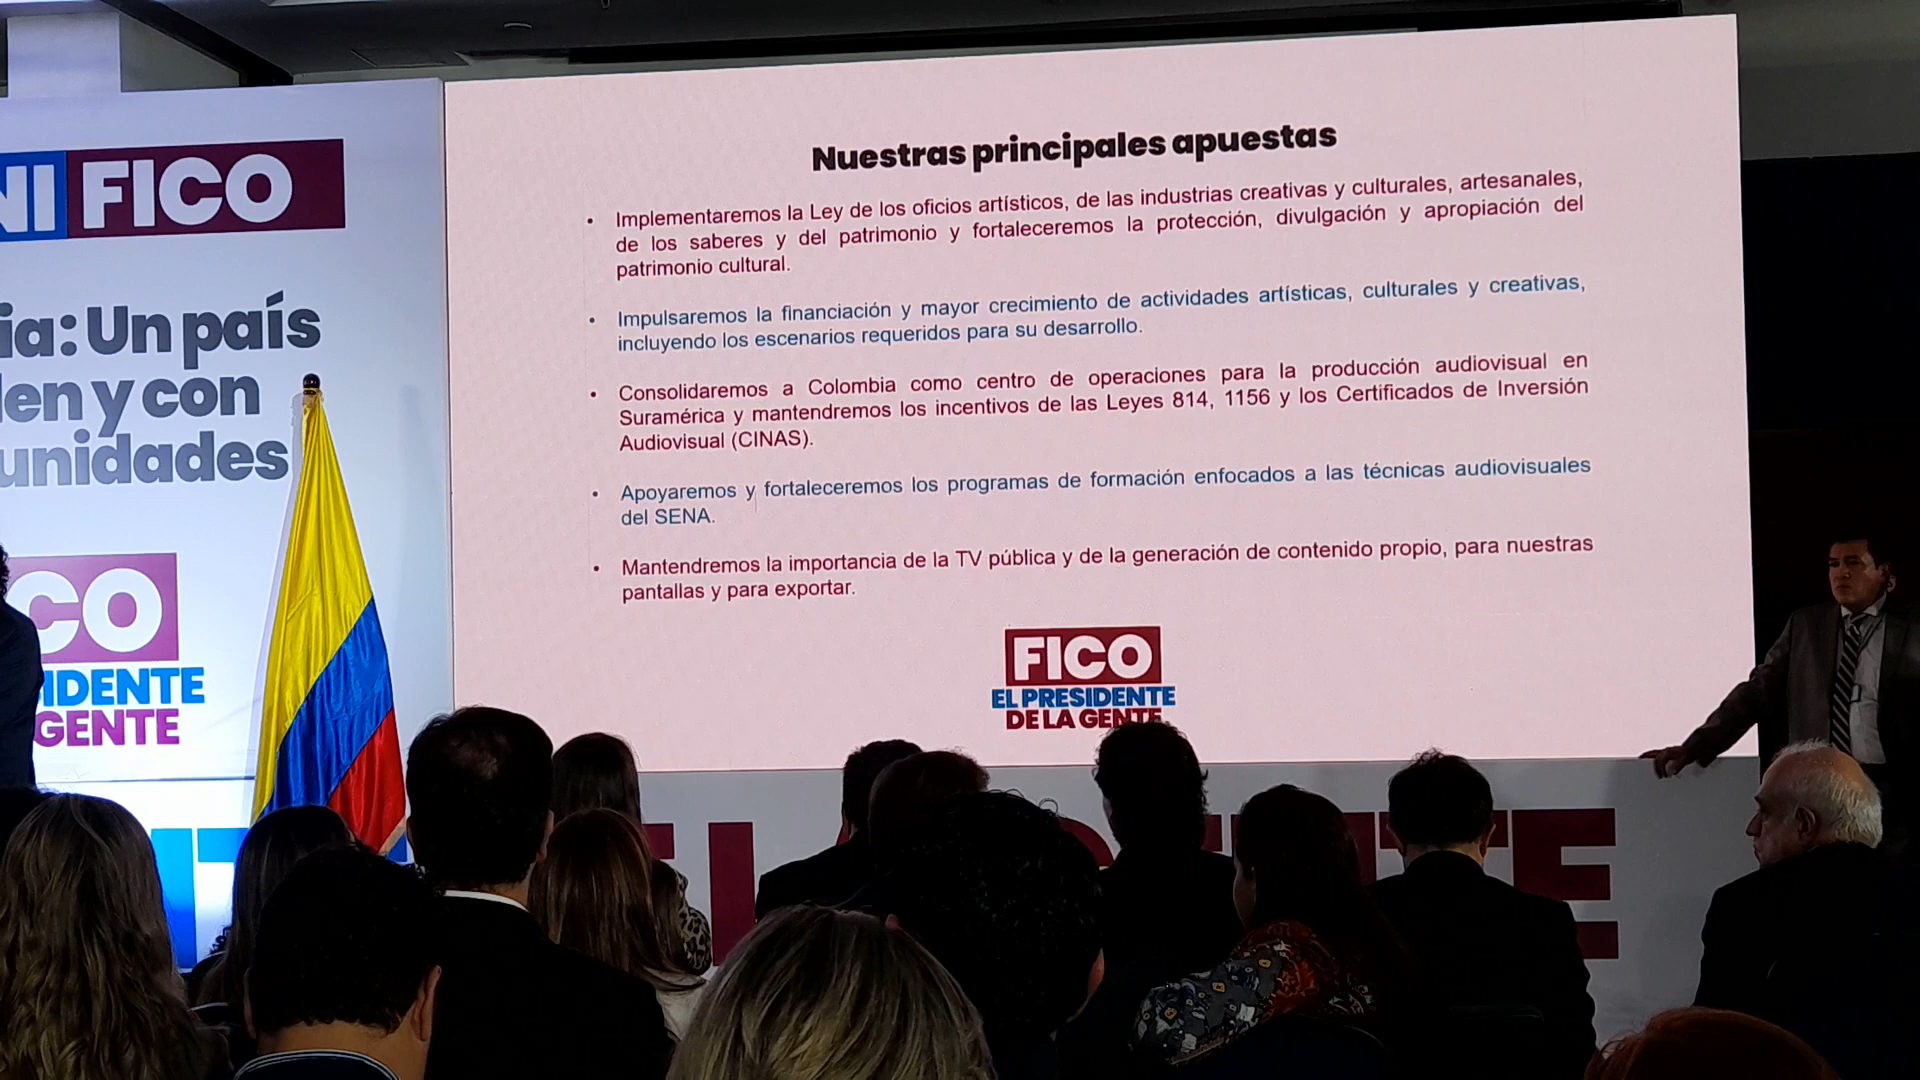 NI FICO
ia: Un país
den y con
unidades
CO
IDENTE
GENTE
Nuestras principales apuestas
• Implementaremos la Ley de los oficios artísticos, de las industrias creativas y culturales, artesanales,
de los saberes y del patrimonio y fortaleceremos la protección, divulgación y apropiación del
patrimonio cultural.
• Impulsaremos la financiación y mayor crecimiento de actividades artísticas, culturales y creativas,
incluyendo los escenarios requeridos para su desarrollo.
• Consolidaremos a Colombia como centro de operaciones para la producción audiovisual en
Suramérica y mantendremos los incentivos de las Leyes 814, 1156 y los Certificados de Inversión
Audiovisual (CINAS).
• Apoyaremos y fortaleceremos los programas de formación enfocados a las técnicas audiovisuales
del SENA.
• Mantendremos la importancia de la TV pública y de la generación de contenido propio, para nuestras
pantallas y para exportar.
FICO
EL PRESIDENTE
DE LA GENTE